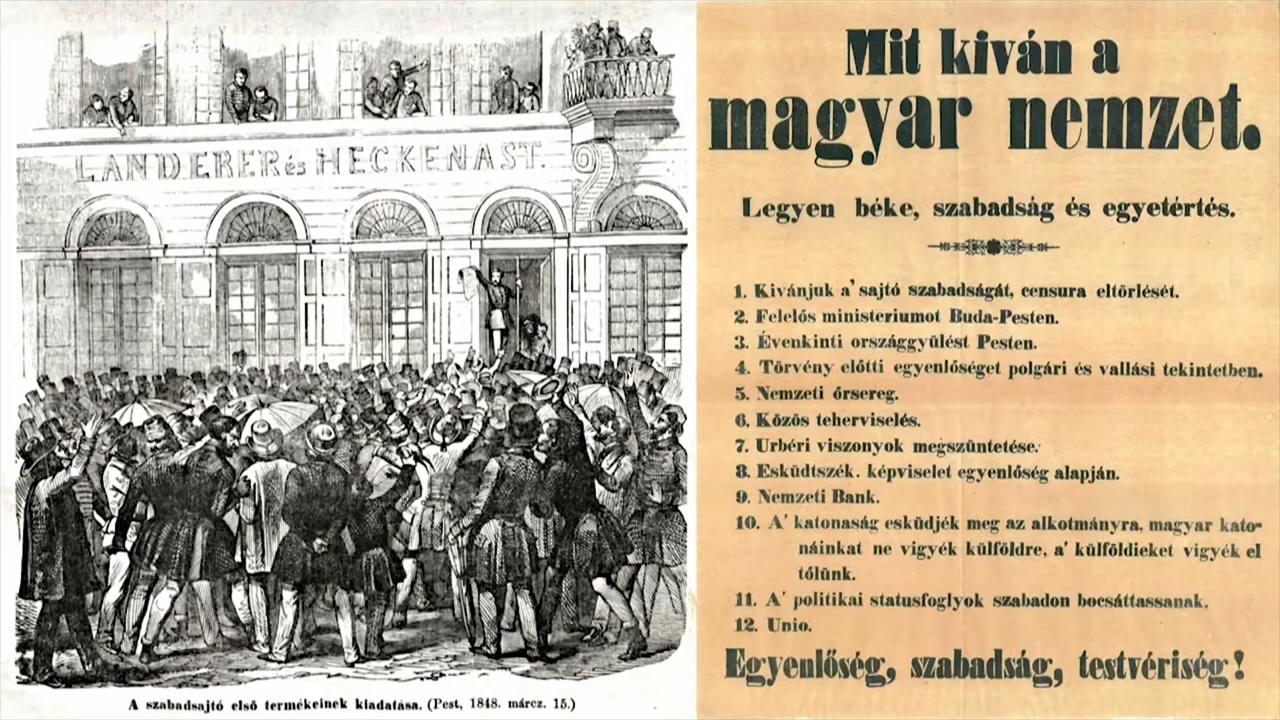 LANDERER és HECKENAST.
A szabadsajtó első termékeinek kiadatása. (Pest, 1848. márcz. 15.)
Mit kiván a
magyar nemzet.
Legyen béke, szabadság és egyetértés.
1. Kivánjuk a' sajtó szabadságát, censura eltörlését.
2. Felelős ministeriumot Buda-Pesten.
3. Évenkinti országgyülést Pesten.
4. Törvény előtti egyenlőséget polgári és vallási tekintetben.
5. Nemzeti őrsereg.
6. Közös teherviselés.
7. Urbéri viszonyok megszüntetése.
8. Esküdtszék. képviselet egyenlőség alapján.
9. Nemzeti Bank.
10. A' katonaság esküdjék meg az alkotmányra, magyar kato-
náinkat ne vigyék külföldre, a' külföldieket vigyék el
tőlünk.
11. A' politikai statusfoglyok szabadon bocsáttassanak.
12. Unio.
Egyenlőség, szabadság, testvériség!